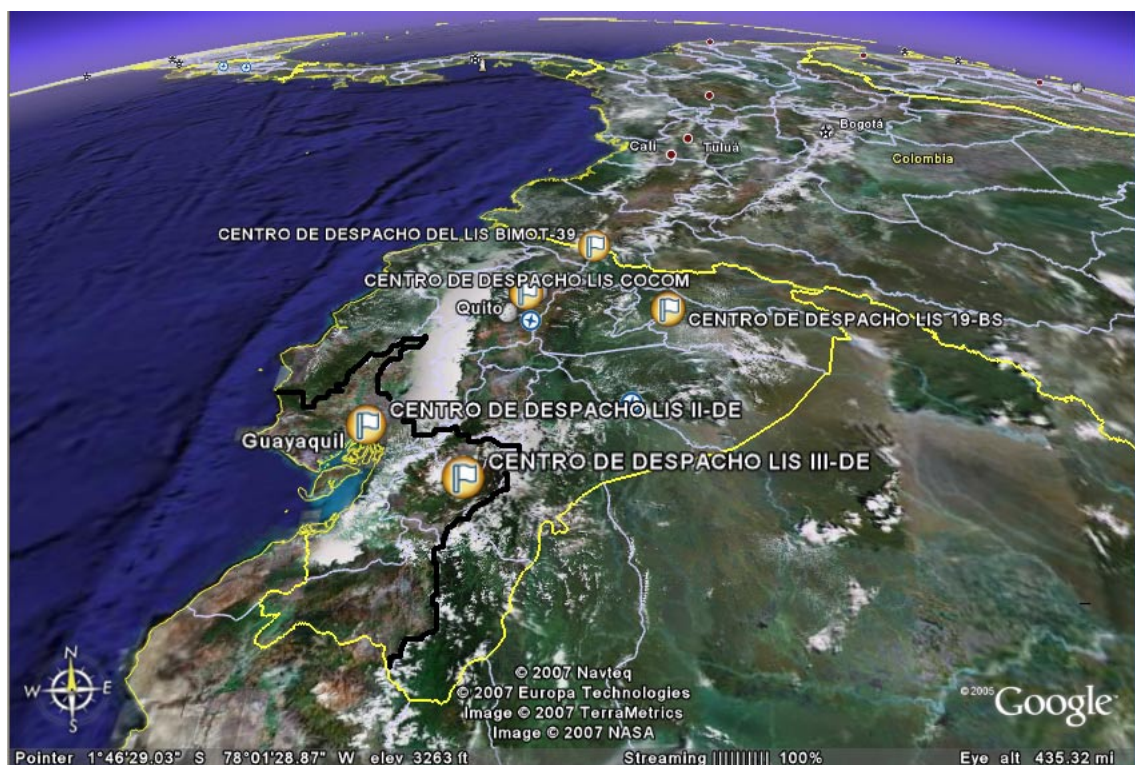 Bogotá
Cali
Tuluá
Colombia
CENTRO DE DESPACHO DEL LIS BIMOT-39
CENTRO DE DESPACHO LIS COCOM
Quito
CENTRO DE DESPACHO LIS 19-BS
CENTRO DE DESPACHO LIS II-DE
Guayaquil
CENTRO DE DESPACHO LIS III-DE
N
W E
S
© 2007 Navteq
© 2007 Europa Technologies
Image © 2007 TerraMetrics
Image © 2007 NASA
© 2005 Google
Pointer 1°46'29.03" S 78°01'28.87" W elev 3263 ft Streaming |||||||||| 100% Eye alt 435.32 mi